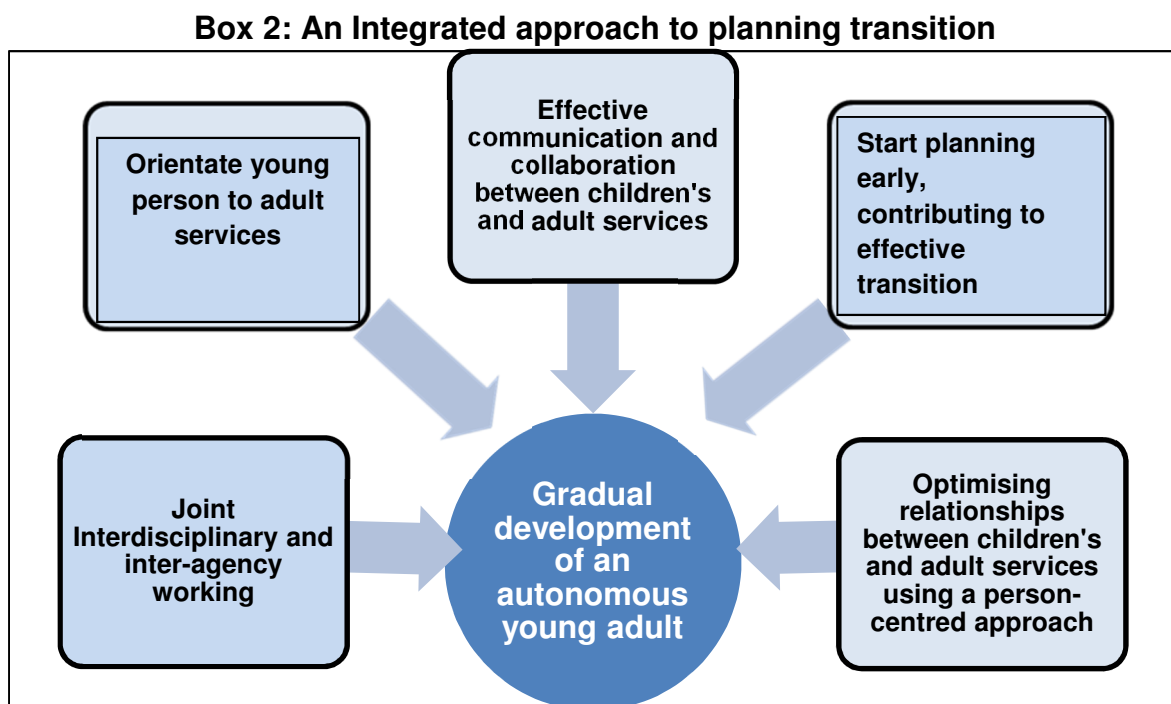 Box 2: An Integrated approach to planning transition
Orientate young
person to adult
services
Effective
communication and
collaboration
between children's
and adult services
Start planning
early,
contributing to
effective
transition
Joint
Interdisciplinary and
inter-agency
working
Gradual
development
of an
autonomous
young adult
Optimising
relationships
between children's
and adult services
using a person-
centred approach